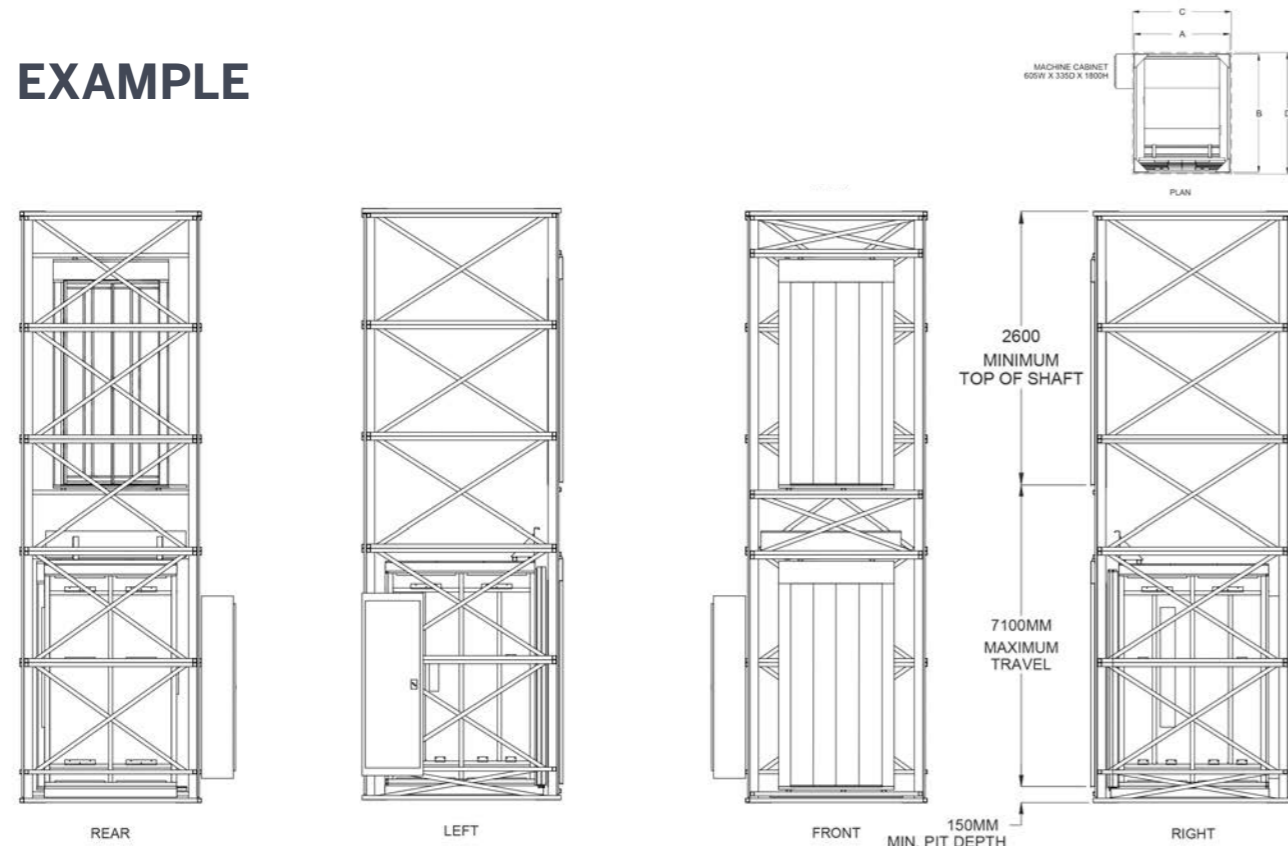 EXAMPLE
C
A
MACHINE CABINET
605W X 335D X 1800H
B
D
PLAN
2600
MINIMUM
TOP OF SHAFT
7100MM
MAXIMUM
TRAVEL
150MM
MIN. PIT DEPTH
REAR
LEFT
FRONT
RIGHT